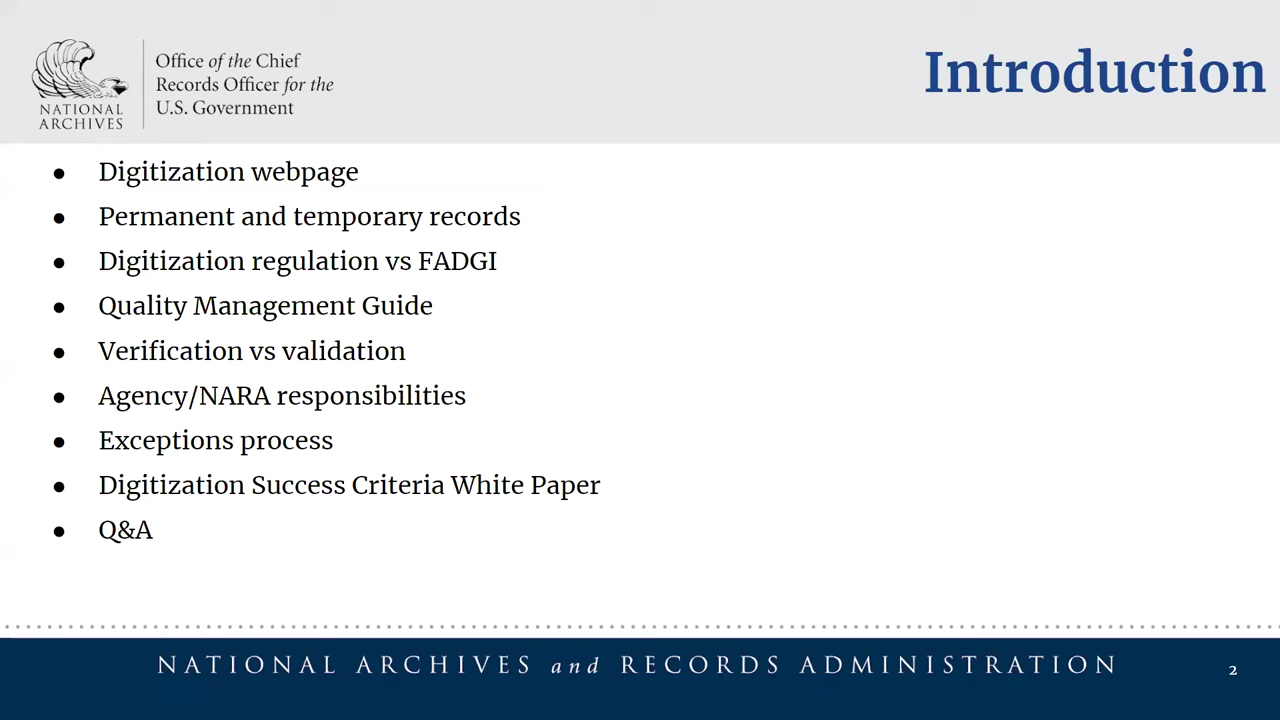 NATIONAL
ARCHIVES
Office of the Chief
Records Officer for the
U.S. Government
Introduction
● Digitization webpage
● Permanent and temporary records
● Digitization regulation vs FADGI
● Quality Management Guide
● Verification vs validation
● Agency/NARA responsibilities
● Exceptions process
● Digitization Success Criteria White Paper
● Q&A
NATIONAL ARCHIVES and RECORDS ADMINISTRATION
2